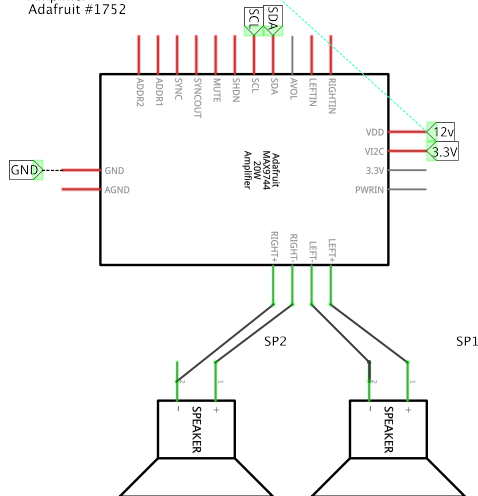 Adafruit #1752
SCL
SDA
ADDR2
ADDR1
SYNC
SYNCOUT
MUTE
SHDN
SCL
SDA
AVOL
LEFTIN
RIGHTIN
VDD
12v
VI2C
3.3V
3.3V
PWRIN
GND
GND
AGND
Adafruit
MAX9744
20W
Amplifier
RIGHT+
RIGHT-
LEFT-
LEFT+
SP2
SP1
2
1
2
1
-
+
-
+
SPEAKER
SPEAKER